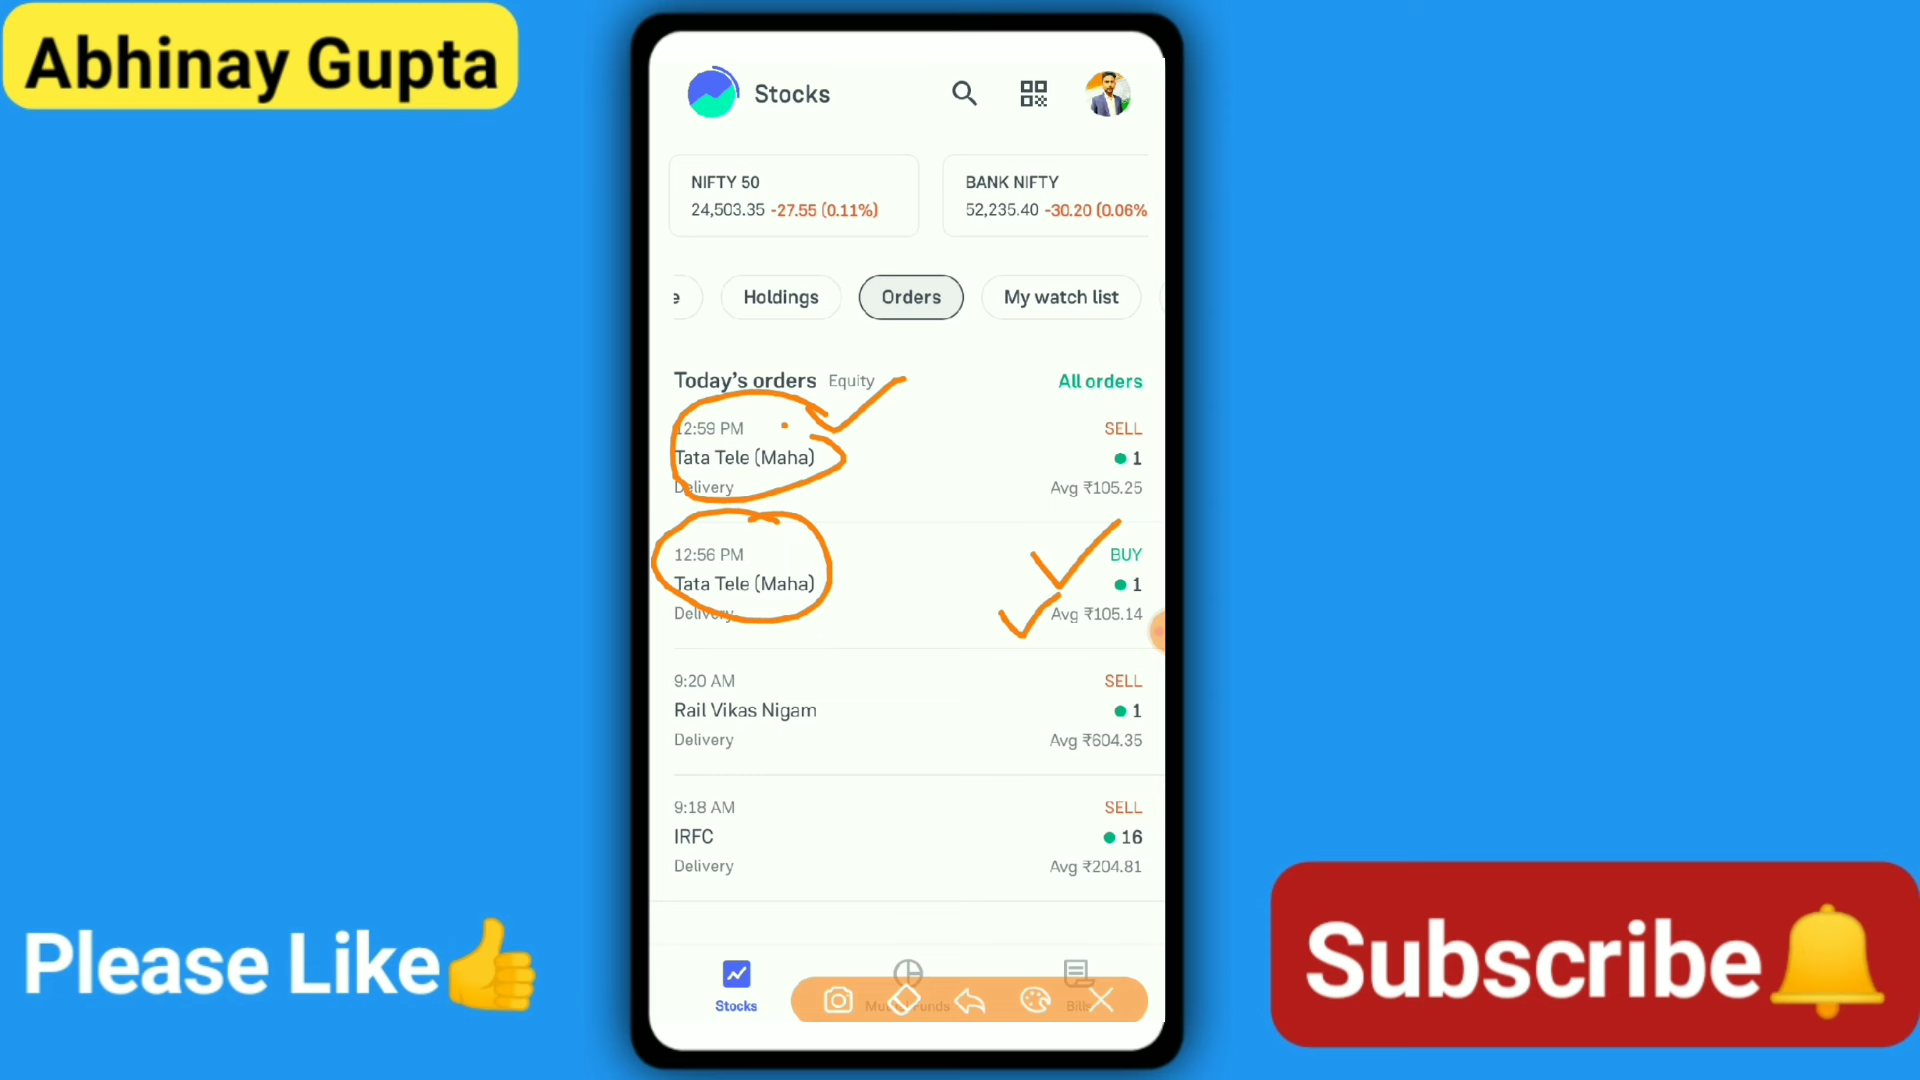 Abhinay Gupta
Stocks
NIFTY 50
24,503.35 -27.55 (0.11%)
BANK NIFTY
52,235.40 -30.20 (0.06%
e
Holdings
Orders
My watch list
Today's orders Equity
All orders
12:59 PM
SELL
Tata Tele (Maha)
1
Delivery
Avg ₹105.25
12:56 PM
BUY
Tata Tele (Maha)
1
Delivery
Avg ₹105.14
9:20 AM
SELL
Rail Vikas Nigam
1
Delivery
Avg ₹604.35
9:18 AM
SELL
IRFC
16
Delivery
Avg ₹204.81
Stocks
Please Like
Subscribe